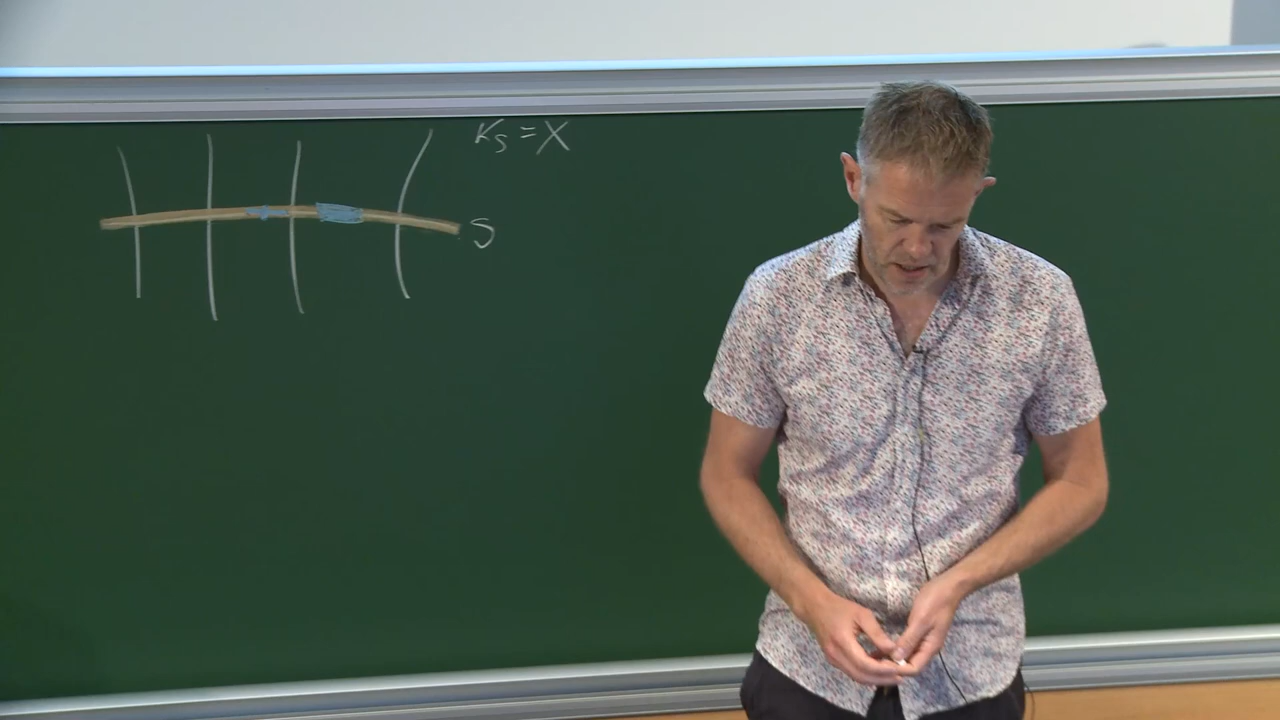 K_S = X
S